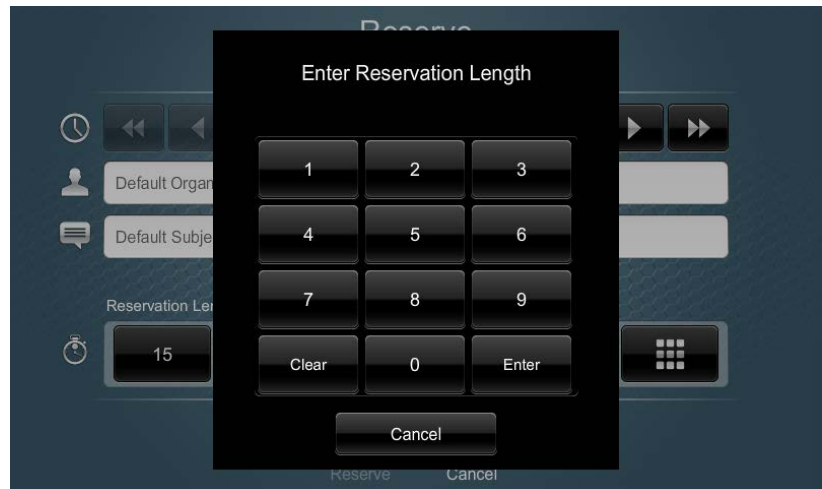 Enter Reservation Length
1 2 3
Default Organ
4 5 6
Default Subje
7 8 9
Reservation Len
15
Clear 0 Enter
Cancel
Reserve Cancel